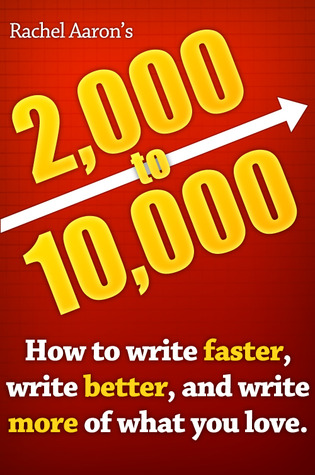 Rachel Aaron’s
2,000
to
10,000
How to write faster,
write better, and write
more of what you love.